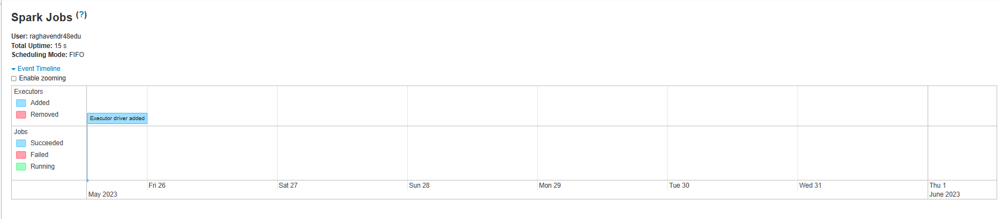 Spark Jobs (?)
User: raghavendr48edu
Total Uptime: 15 s
Scheduling Mode: FIFO
Event Timeline
Enable zooming
Executors
Added
Removed
Executor driver added
Jobs
Succeeded
Failed
Running
Fri 26 Sat 27 Sun 28 Mon 29 Tue 30 Wed 31 Thu 1
May 2023 June 2023